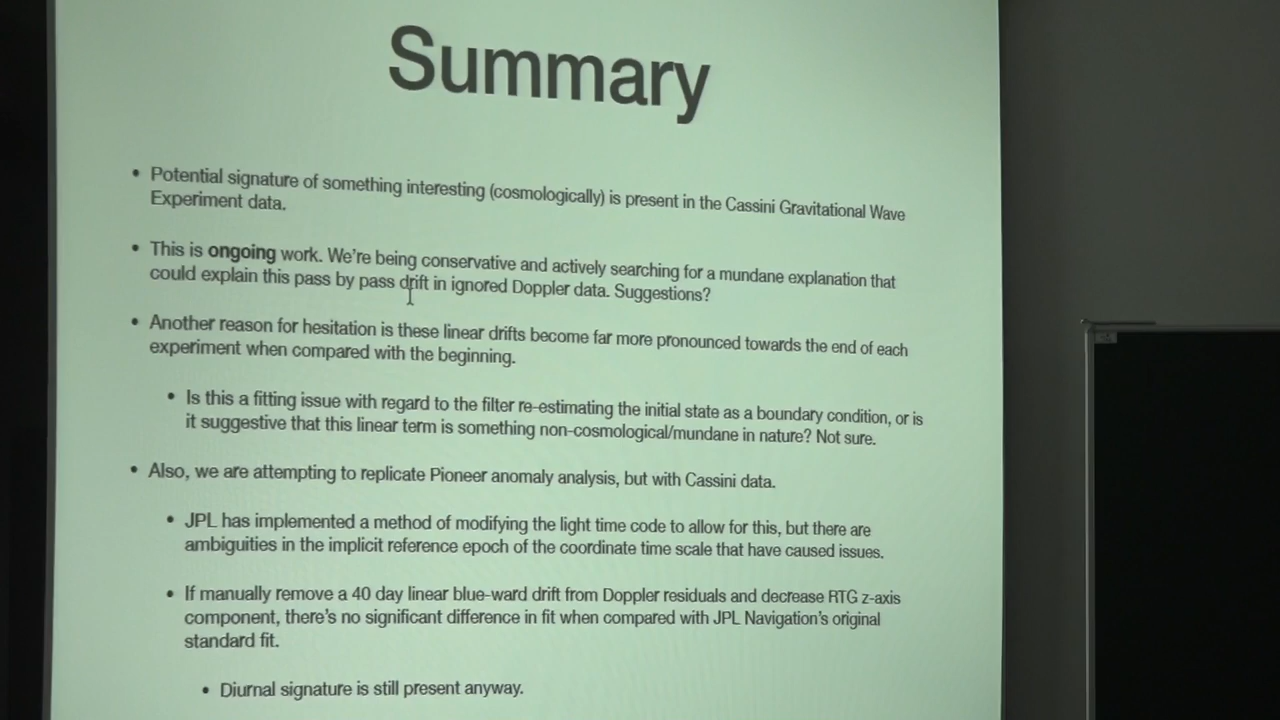 Summary
• Potential signature of something interesting (cosmologically) is present in the Cassini Gravitational Wave
Experiment data.
• This is ongoing work. We're being conservative and actively searching for a mundane explanation that
could explain this pass by pass drift in ignored Doppler data. Suggestions?
• Another reason for hesitation is these linear drifts become far more pronounced towards the end of each
experiment when compared with the beginning.
• Is this a fitting issue with regard to the filter re-estimating the initial state as a boundary condition, or is
it suggestive that this linear term is something non-cosmological/mundane in nature? Not sure.
• Also, we are attempting to replicate Pioneer anomaly analysis, but with Cassini data.
• JPL has implemented a method of modifying the light time code to allow for this, but there are
ambiguities in the implicit reference epoch of the coordinate time scale that have caused issues.
• If manually remove a 40 day linear blue-ward drift from Doppler residuals and decrease RTG z-axis
component, there's no significant difference in fit when compared with JPL Navigation's original
standard fit.
• Diurnal signature is still present anyway.